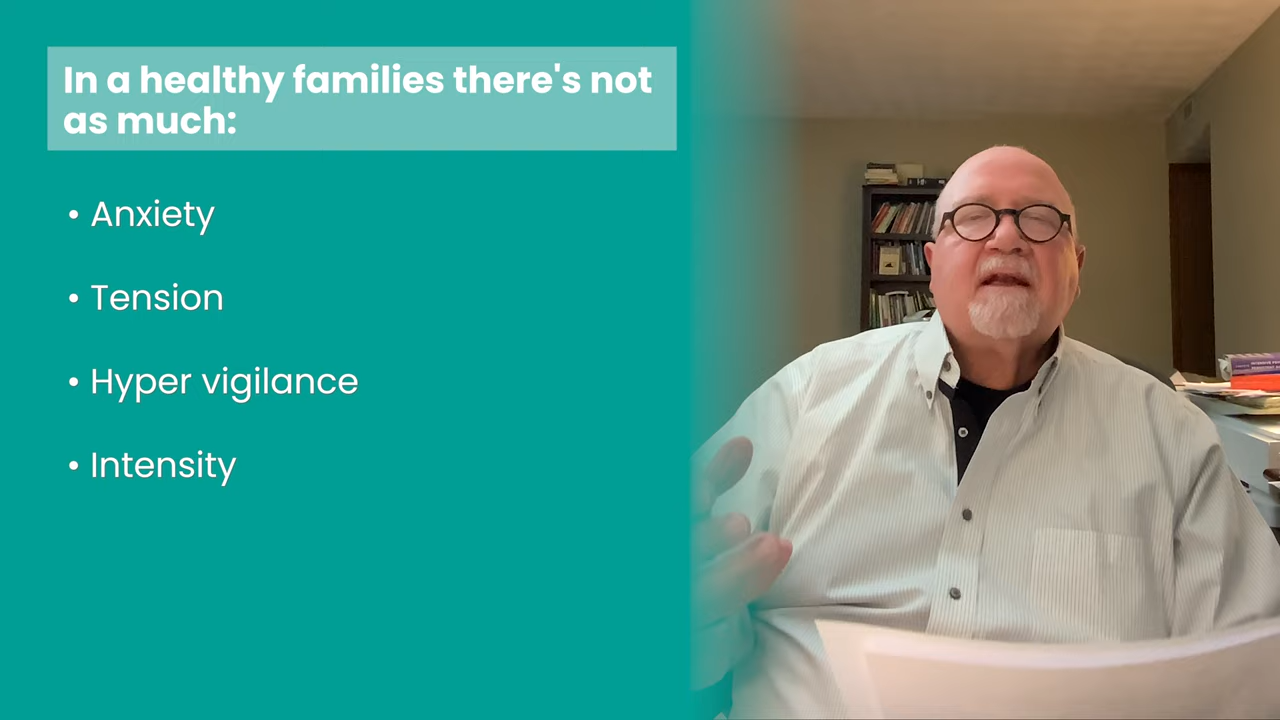 In a healthy families there's not
as much:
• Anxiety
• Tension
• Hyper vigilance
• Intensity